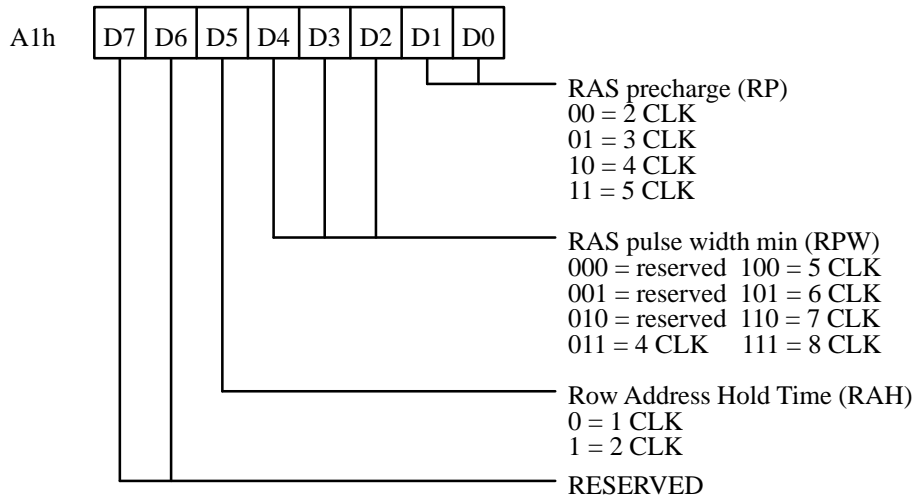 A1h D7 D6 D5 D4 D3 D2 D1 D0
RAS precharge (RP)
00 = 2 CLK
01 = 3 CLK
10 = 4 CLK
11 = 5 CLK
RAS pulse width min (RPW)
000 = reserved 100 = 5 CLK
001 = reserved 101 = 6 CLK
010 = reserved 110 = 7 CLK
011 = 4 CLK 111 = 8 CLK
Row Address Hold Time (RAH)
0 = 1 CLK
1 = 2 CLK
RESERVED